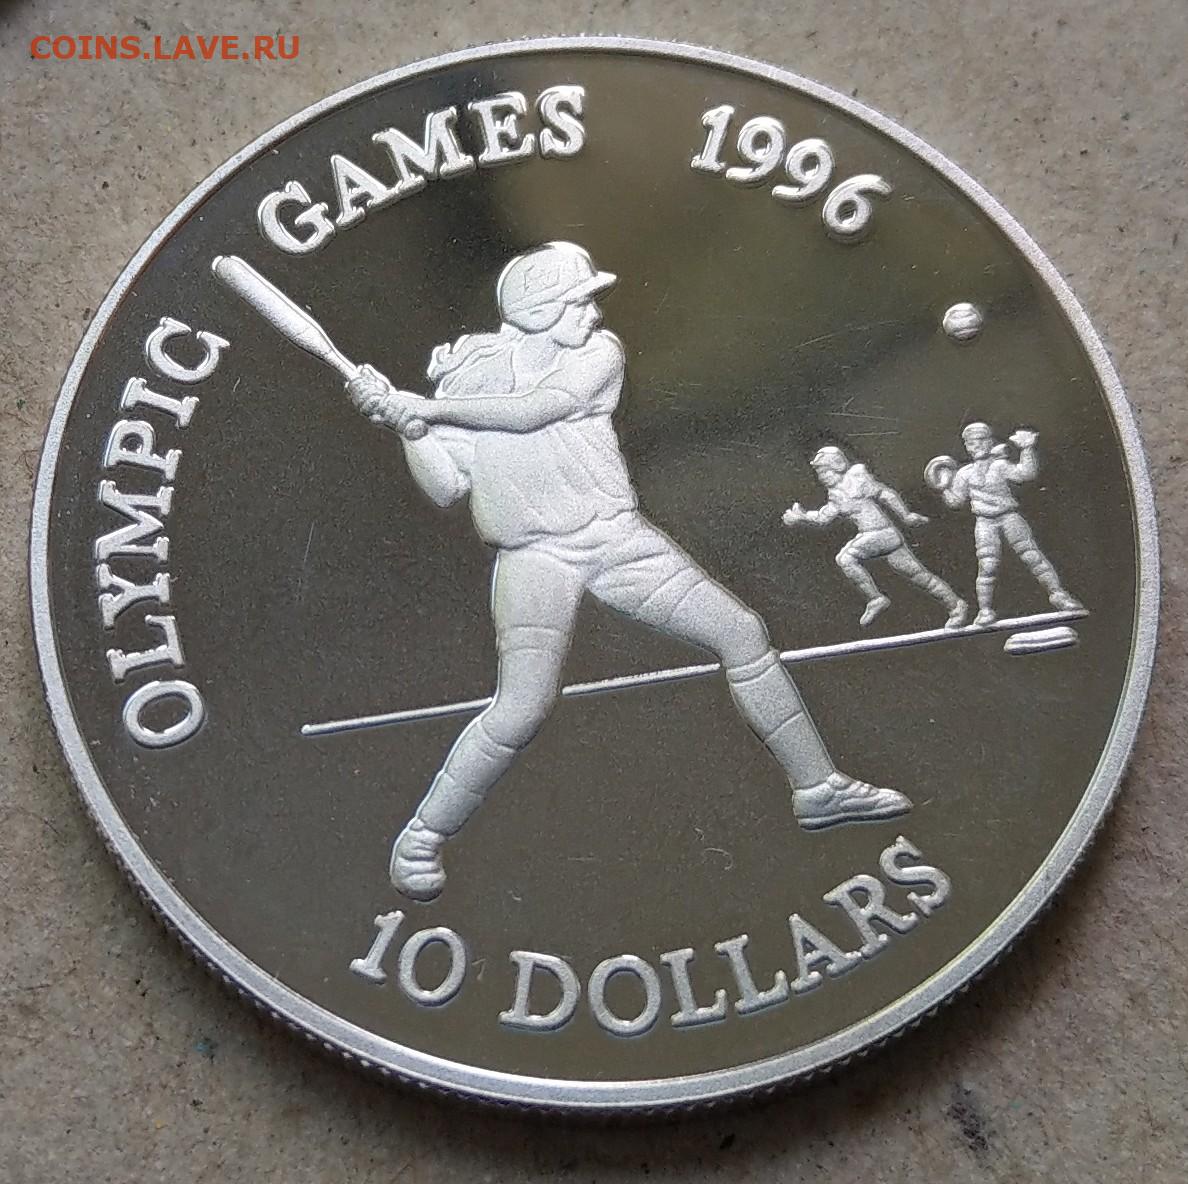 COINS.LAVE.RU
OLYMPIC GAMES 1996
10 DOLLARS